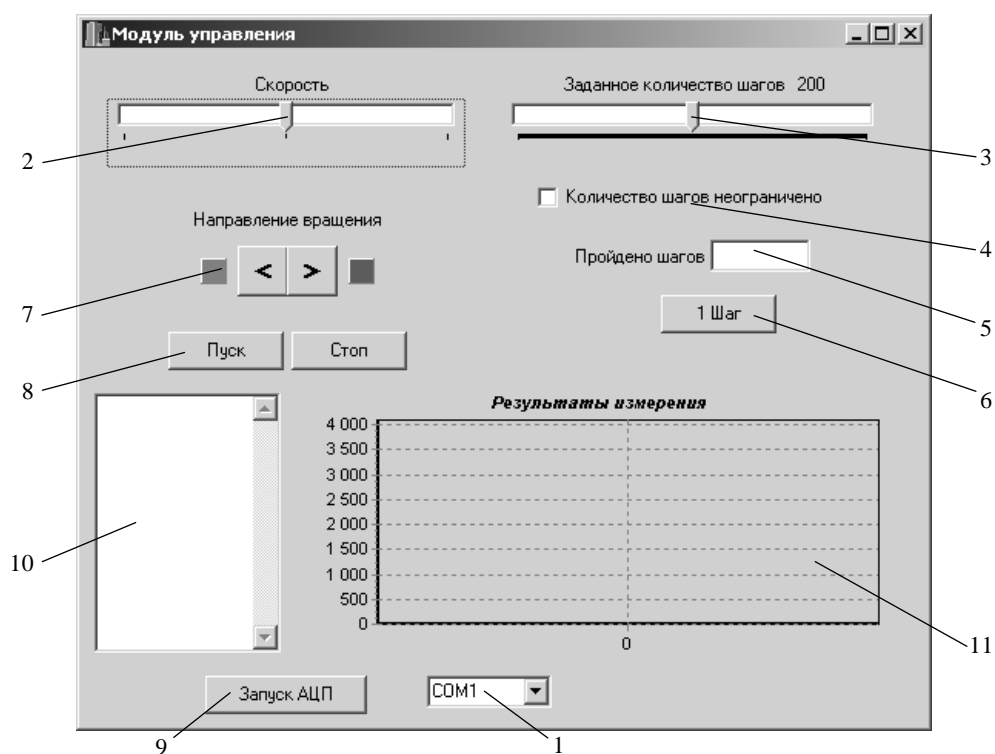 Модуль управления
Скорость
Заданное количество шагов 200
2
3
Количество шагов неограничено
4
Направление вращения
Пройдено шагов
5
7
< >
1 Шаг
6
Пуск Стоп
8
Результаты измерения
4 000
3 500
3 000
2 500
2 000
1 500
1 000
500
0
0
10
11
Запуск АЦП
COM1
9
1